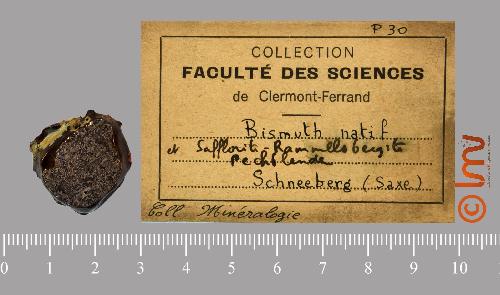 P 30
COLLECTION
FACULTÉ DES SCIENCES
de Clermont-Ferrand
Bismuth natif
et Safflorite-Rammelsbergite
Pechblende
Schneeberg (Saxe)
Coll Minéralogie
© lmv
0 1 2 3 4 5 6 7 8 9 10